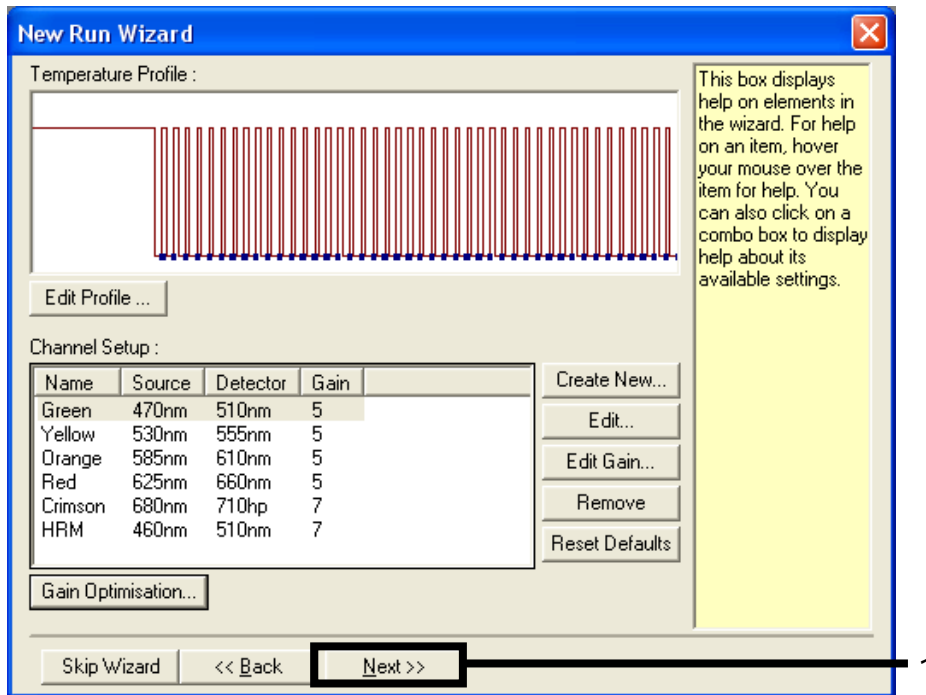 New Run Wizard
Temperature Profile :
This box displays
help on elements in
the wizard. For help
on an item, hover
your mouse over the
item for help. You
can also click on a
combo box to display
help about its
available settings.
Edit Profile ...
Channel Setup :
Name Source Detector Gain
Green 470nm 510nm 5
Yellow 530nm 555nm 5
Orange 585nm 610nm 5
Red 625nm 660nm 5
Crimson 680nm 710hp 7
HRM 460nm 510nm 7
Create New...
Edit...
Edit Gain...
Remove
Reset Defaults
Gain Optimisation...
Skip Wizard << Back Next >>